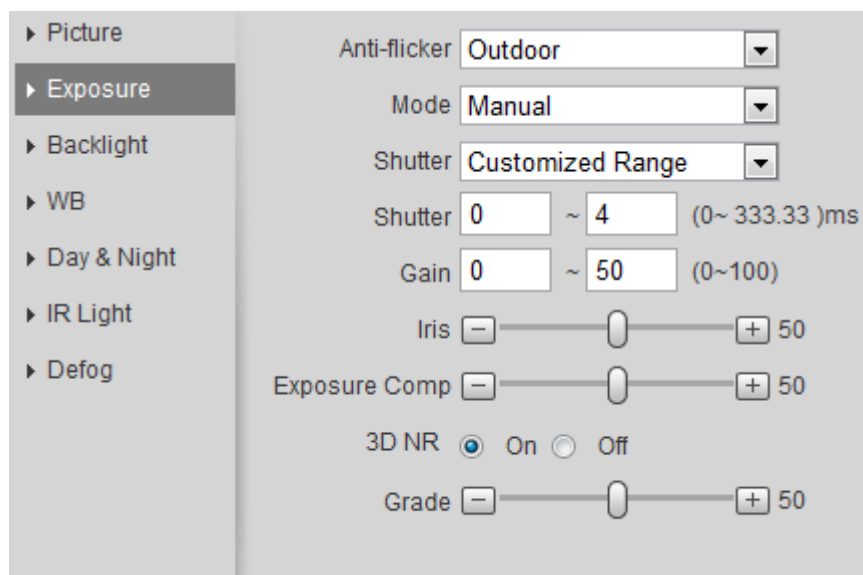 Picture
Exposure
Backlight
WB
Day & Night
IR Light
Defog
Anti-flicker Outdoor
Mode Manual
Shutter Customized Range
Shutter 0 ~ 4 (0~ 333.33 )ms
Gain 0 ~ 50 (0~100)
Iris 50
Exposure Comp 50
3D NR On Off
Grade 50